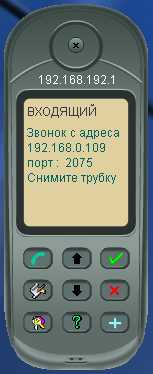 192.168.192.1
ВХОДЯЩИЙ
Звонок с адреса
192.168.0.109
порт : 2075
Снимите трубку
?